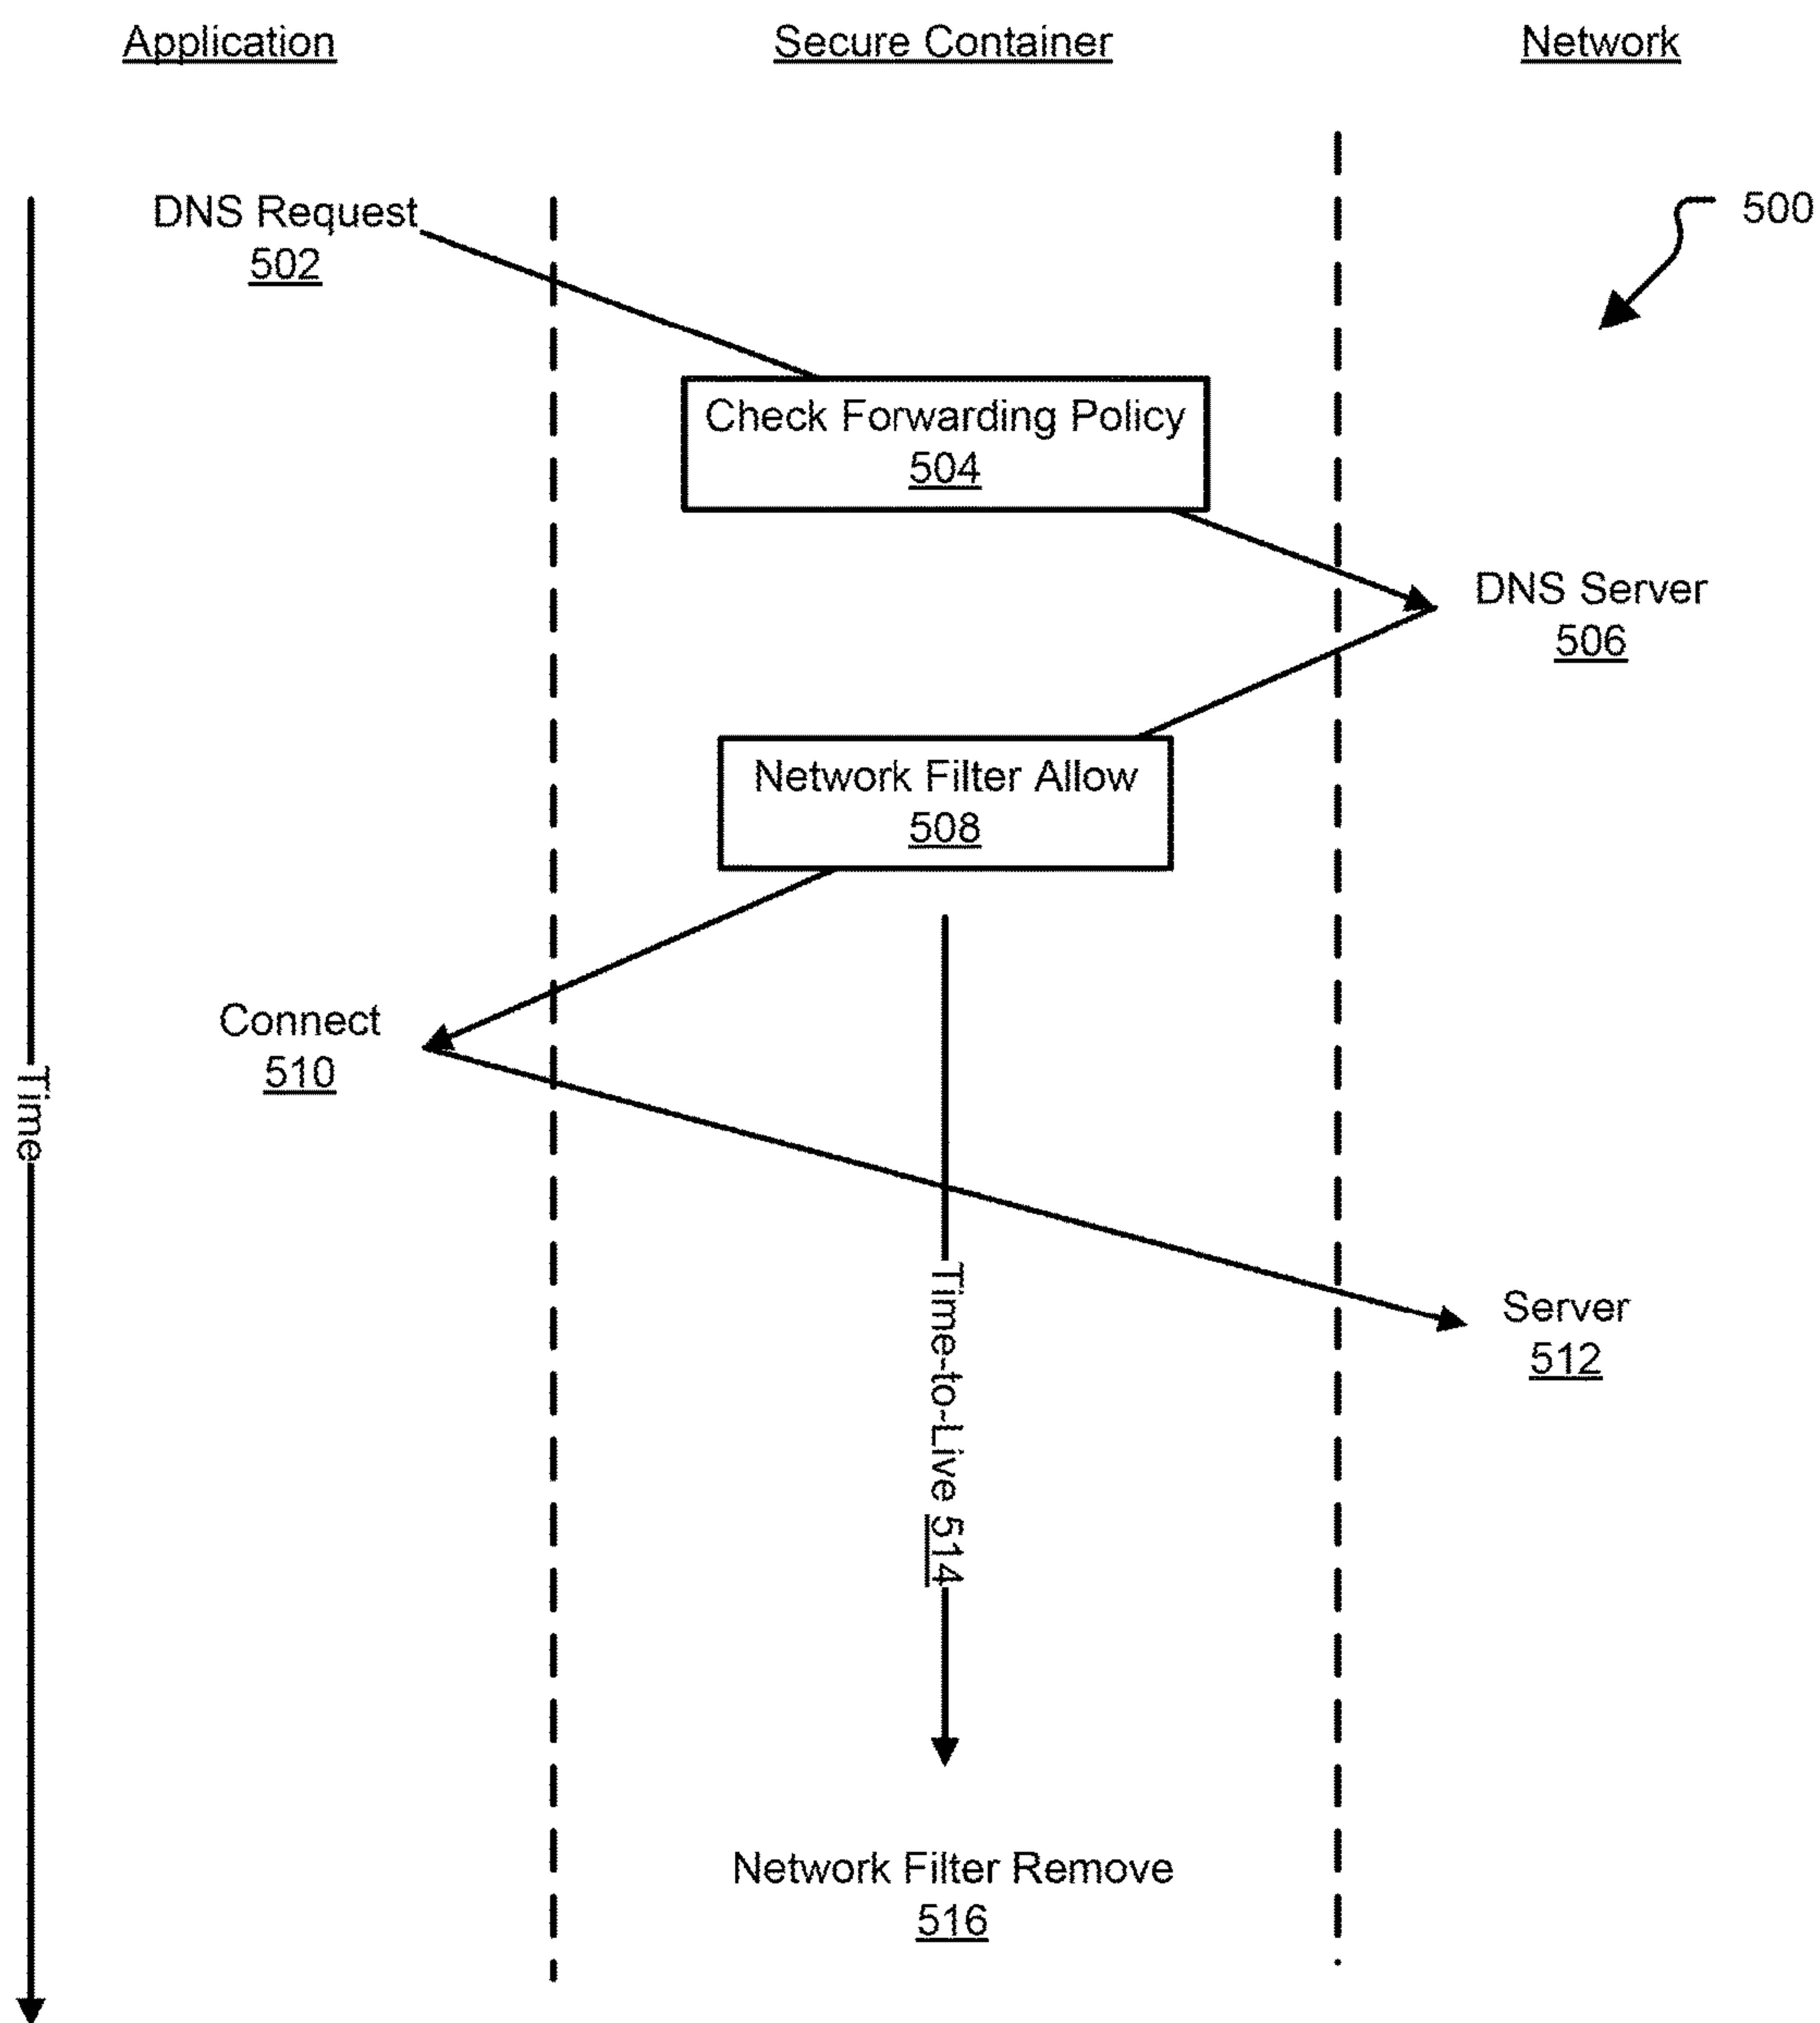 Application
Secure Container
Network
500
DNS Request
502
Check Forwarding Policy
504
DNS Server
506
Network Filter Allow
508
Connect
510
Time
Server
512
Time-to-Live 514
Network Filter Remove
516